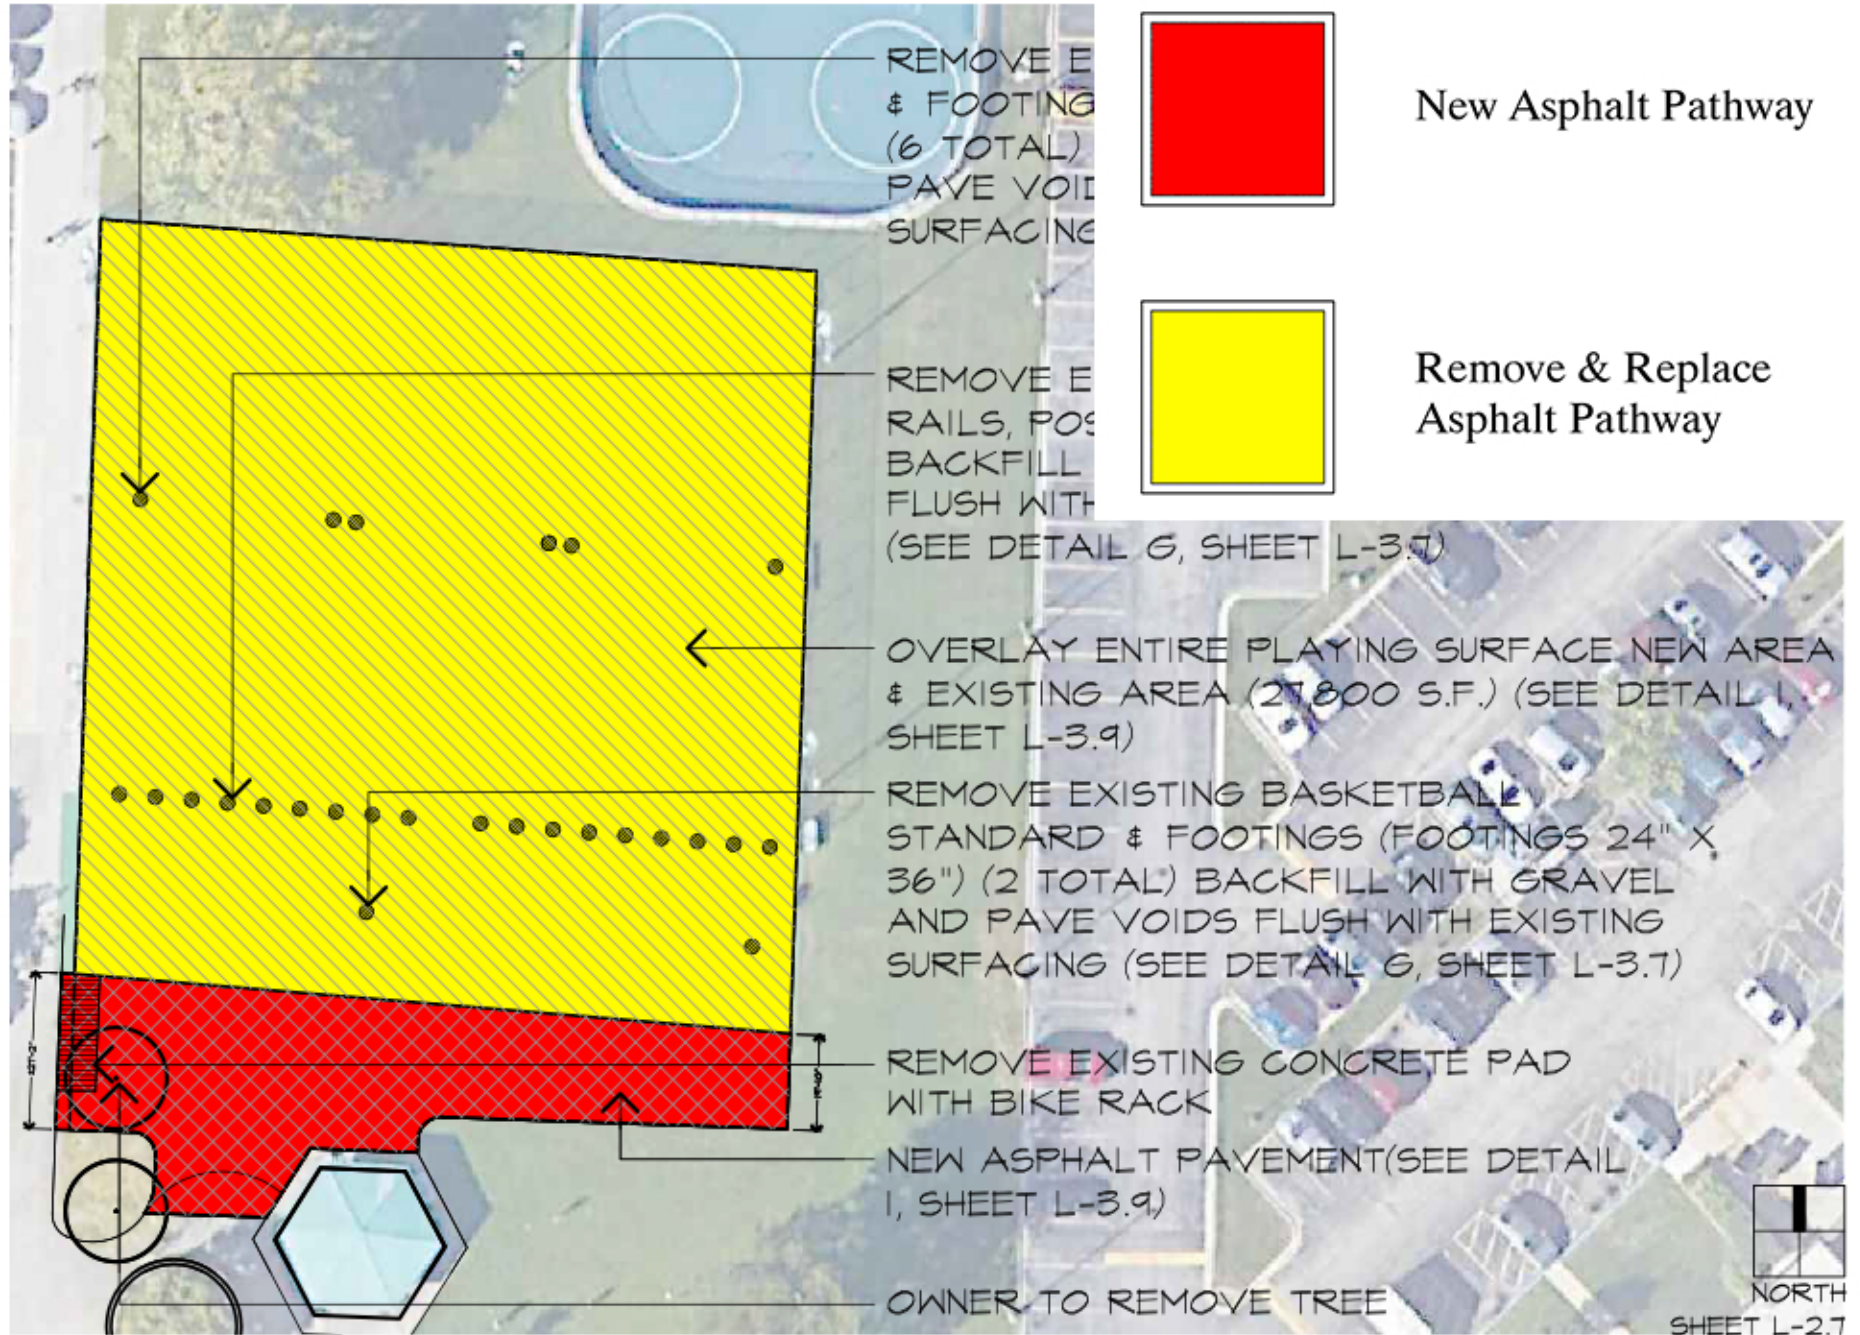 REMOVE E
& FOOTING
(6 TOTAL)
PAVE VOID
SURFACING
New Asphalt Pathway
REMOVE E
RAILS, POS
BACKFILL
FLUSH WITH
(SEE DETAIL G, SHEET L-3.7)
Remove & Replace
Asphalt Pathway
OVERLAY ENTIRE PLAYING SURFACE NEW AREA
& EXISTING AREA (27,800 S.F.) (SEE DETAIL I,
SHEET L-3.9)
REMOVE EXISTING BASKETBALL
STANDARD & FOOTINGS (FOOTINGS 24" X
36") (2 TOTAL) BACKFILL WITH GRAVEL
AND PAVE VOIDS FLUSH WITH EXISTING
SURFACING (SEE DETAIL G, SHEET L-3.7)
REMOVE EXISTING CONCRETE PAD
WITH BIKE RACK
NEW ASPHALT PAVEMENT(SEE DETAIL
I, SHEET L-3.9)
OWNER TO REMOVE TREE
NORTH
SHEET L-2.7